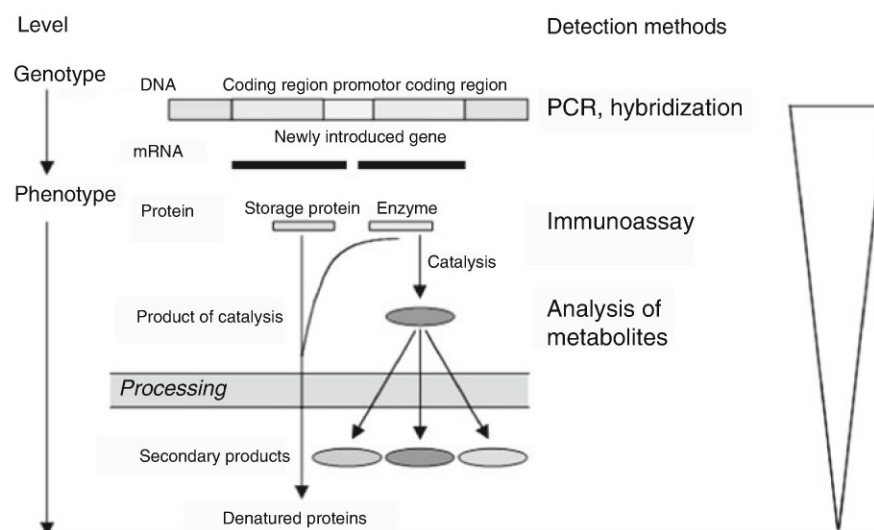 Level
Detection methods
Genotype
DNA
Coding region promotor coding region
PCR, hybridization
Newly introduced gene
mRNA
Phenotype
Protein
Storage protein
Enzyme
Immunoassay
Catalysis
Product of catalysis
Analysis of
metabolites
Processing
Secondary products
Denatured proteins